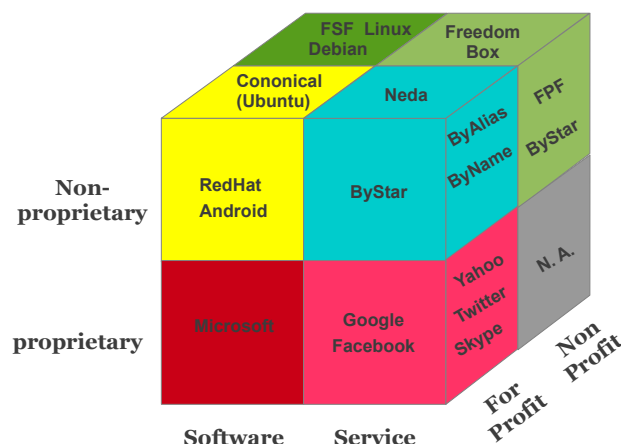 FSF Linux
Debian
Freedom
Box
Cononical
(Ubuntu)
Neda
FPF
ByStar
ByAlias
ByName
Non-
proprietary
RedHat
Android
ByStar
Yahoo
Twitter
Skype
N. A.
proprietary
Microsoft
Google
Facebook
Non
Profit
For
Profit
Software
Service